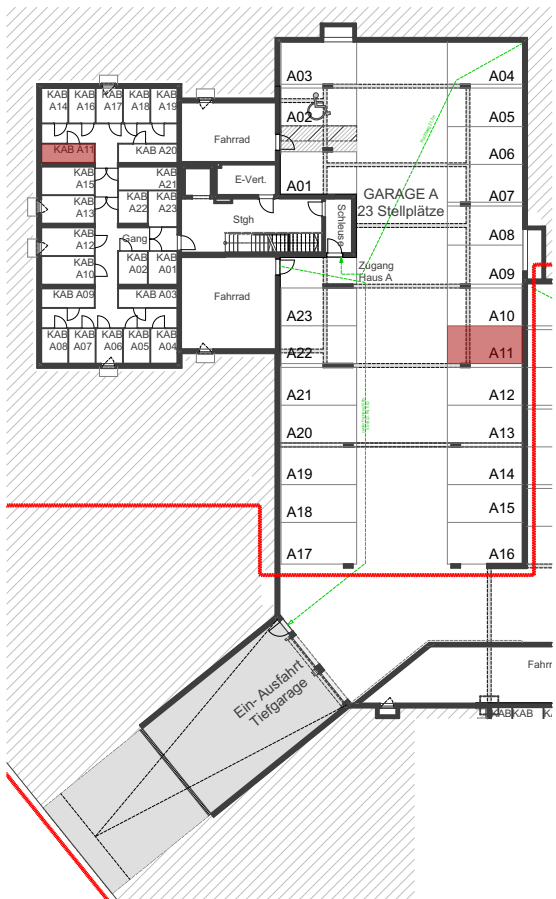 KAB A14
KAB A16
KAB A17
KAB A18
KAB A19
KAB A11
KAB A20
KAB A15
KAB A21
KAB A13
KAB A22
KAB A23
KAB A12
Gang
KAB A10
KAB A02
KAB A01
KAB A09
KAB A03
KAB A08
KAB A07
KAB A06
KAB A05
KAB A04
Fahrrad
E-Vert.
Stgh
Schleuse
Fahrrad
Zugang
Haus A
GARAGE A
23 Stellplätze
A03
A02
A01
A23
A22
A21
A20
A19
A18
A17
A04
A05
A06
A07
A08
A09
A10
A11
A12
A13
A14
A15
A16
Ein- Ausfahrt
Tiefgarage
Fahrr
KAB
KAB